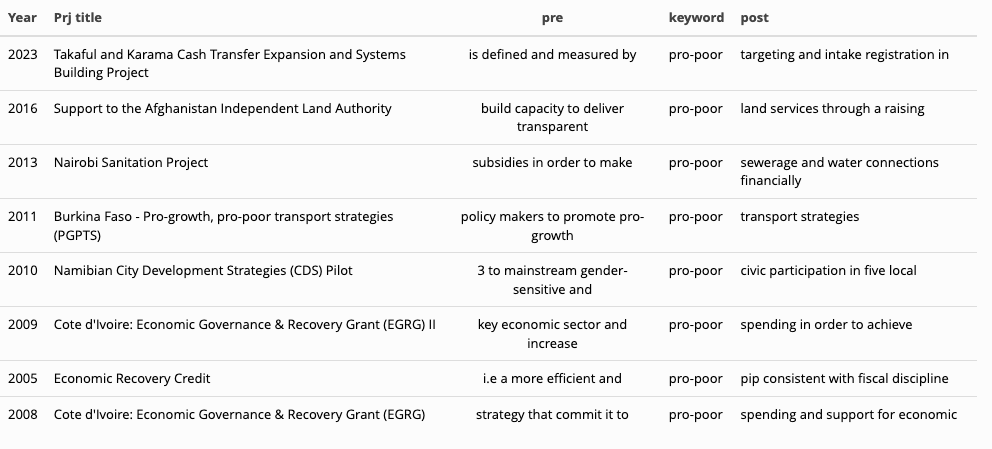 Year Prj title pre keyword post
2023 Takaful and Karama Cash Transfer Expansion and Systems is defined and measured by pro-poor targeting and intake registration in
Building Project
2016 Support to the Afghanistan Independent Land Authority build capacity to deliver pro-poor land services through a raising
transparent
2013 Nairobi Sanitation Project subsidies in order to make pro-poor sewerage and water connections
financially
2011 Burkina Faso - Pro-growth, pro-poor transport strategies policy makers to promote pro- pro-poor transport strategies
(PGPTS) growth
2010 Namibian City Development Strategies (CDS) Pilot 3 to mainstream gender- pro-poor civic participation in five local
sensitive and
2009 Cote d'Ivoire: Economic Governance & Recovery Grant (EGRG) II key economic sector and pro-poor spending in order to achieve
increase
2005 Economic Recovery Credit i.e a more efficient and pro-poor pip consistent with fiscal discipline
2008 Cote d'Ivoire: Economic Governance & Recovery Grant (EGRG) strategy that commit it to pro-poor spending and support for economic